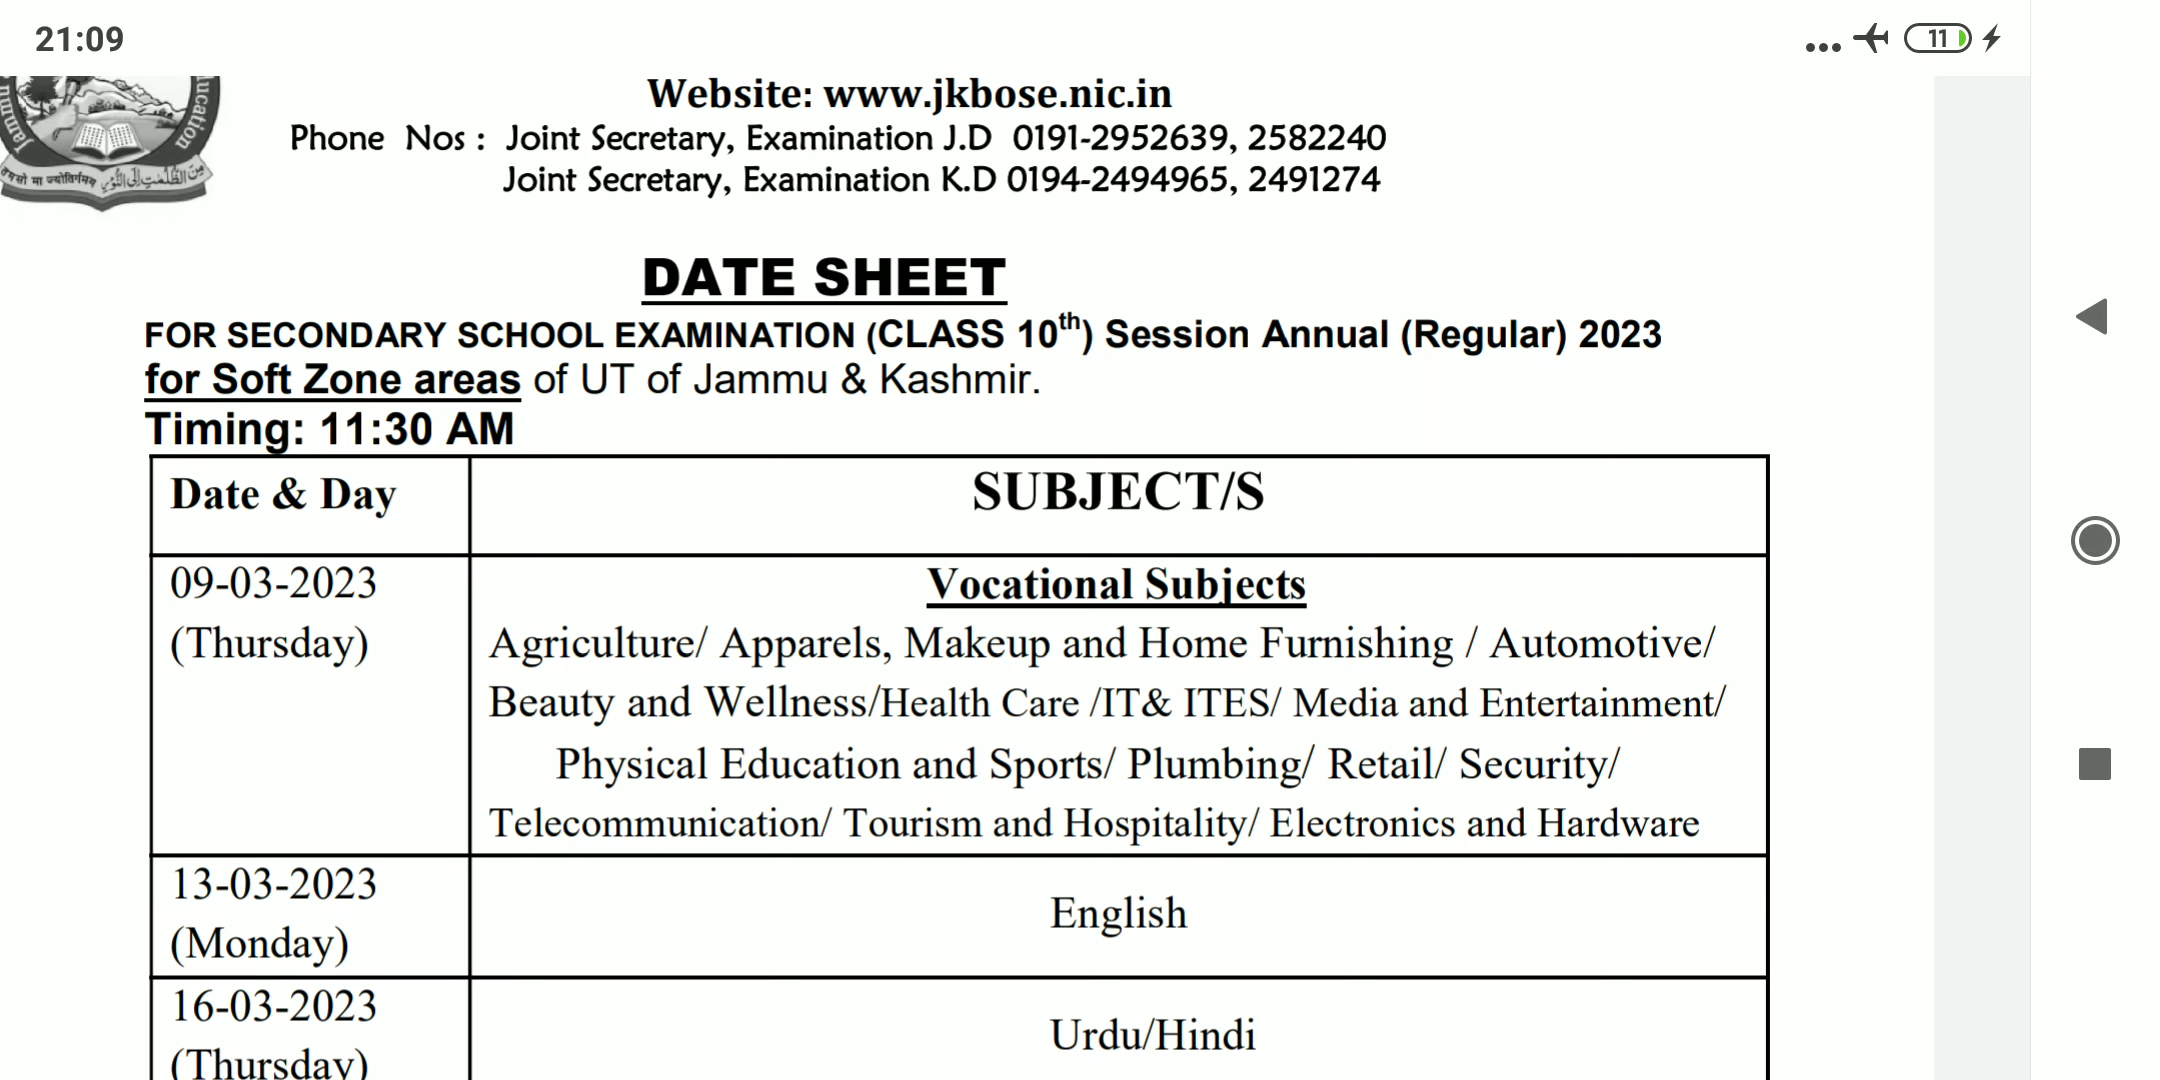 21:09
11
ucation
Jammu
तमसो मा ज्योतिर्गमय
Website: www.jkbose.nic.in
Phone Nos : Joint Secretary, Examination J.D 0191-2952639, 2582240
Joint Secretary, Examination K.D 0194-2494965, 2491274
DATE SHEET
FOR SECONDARY SCHOOL EXAMINATION (CLASS 10th) Session Annual (Regular) 2023
for Soft Zone areas of UT of Jammu & Kashmir.
Timing: 11:30 AM
Date & Day SUBJECT/S
09-03-2023
(Thursday)
Vocational Subjects
Agriculture/ Apparels, Makeup and Home Furnishing / Automotive/
Beauty and Wellness/Health Care /IT& ITES/ Media and Entertainment/
Physical Education and Sports/ Plumbing/ Retail/ Security/
Telecommunication/ Tourism and Hospitality/ Electronics and Hardware
13-03-2023
(Monday)
English
16-03-2023
(Thursday)
Urdu/Hindi